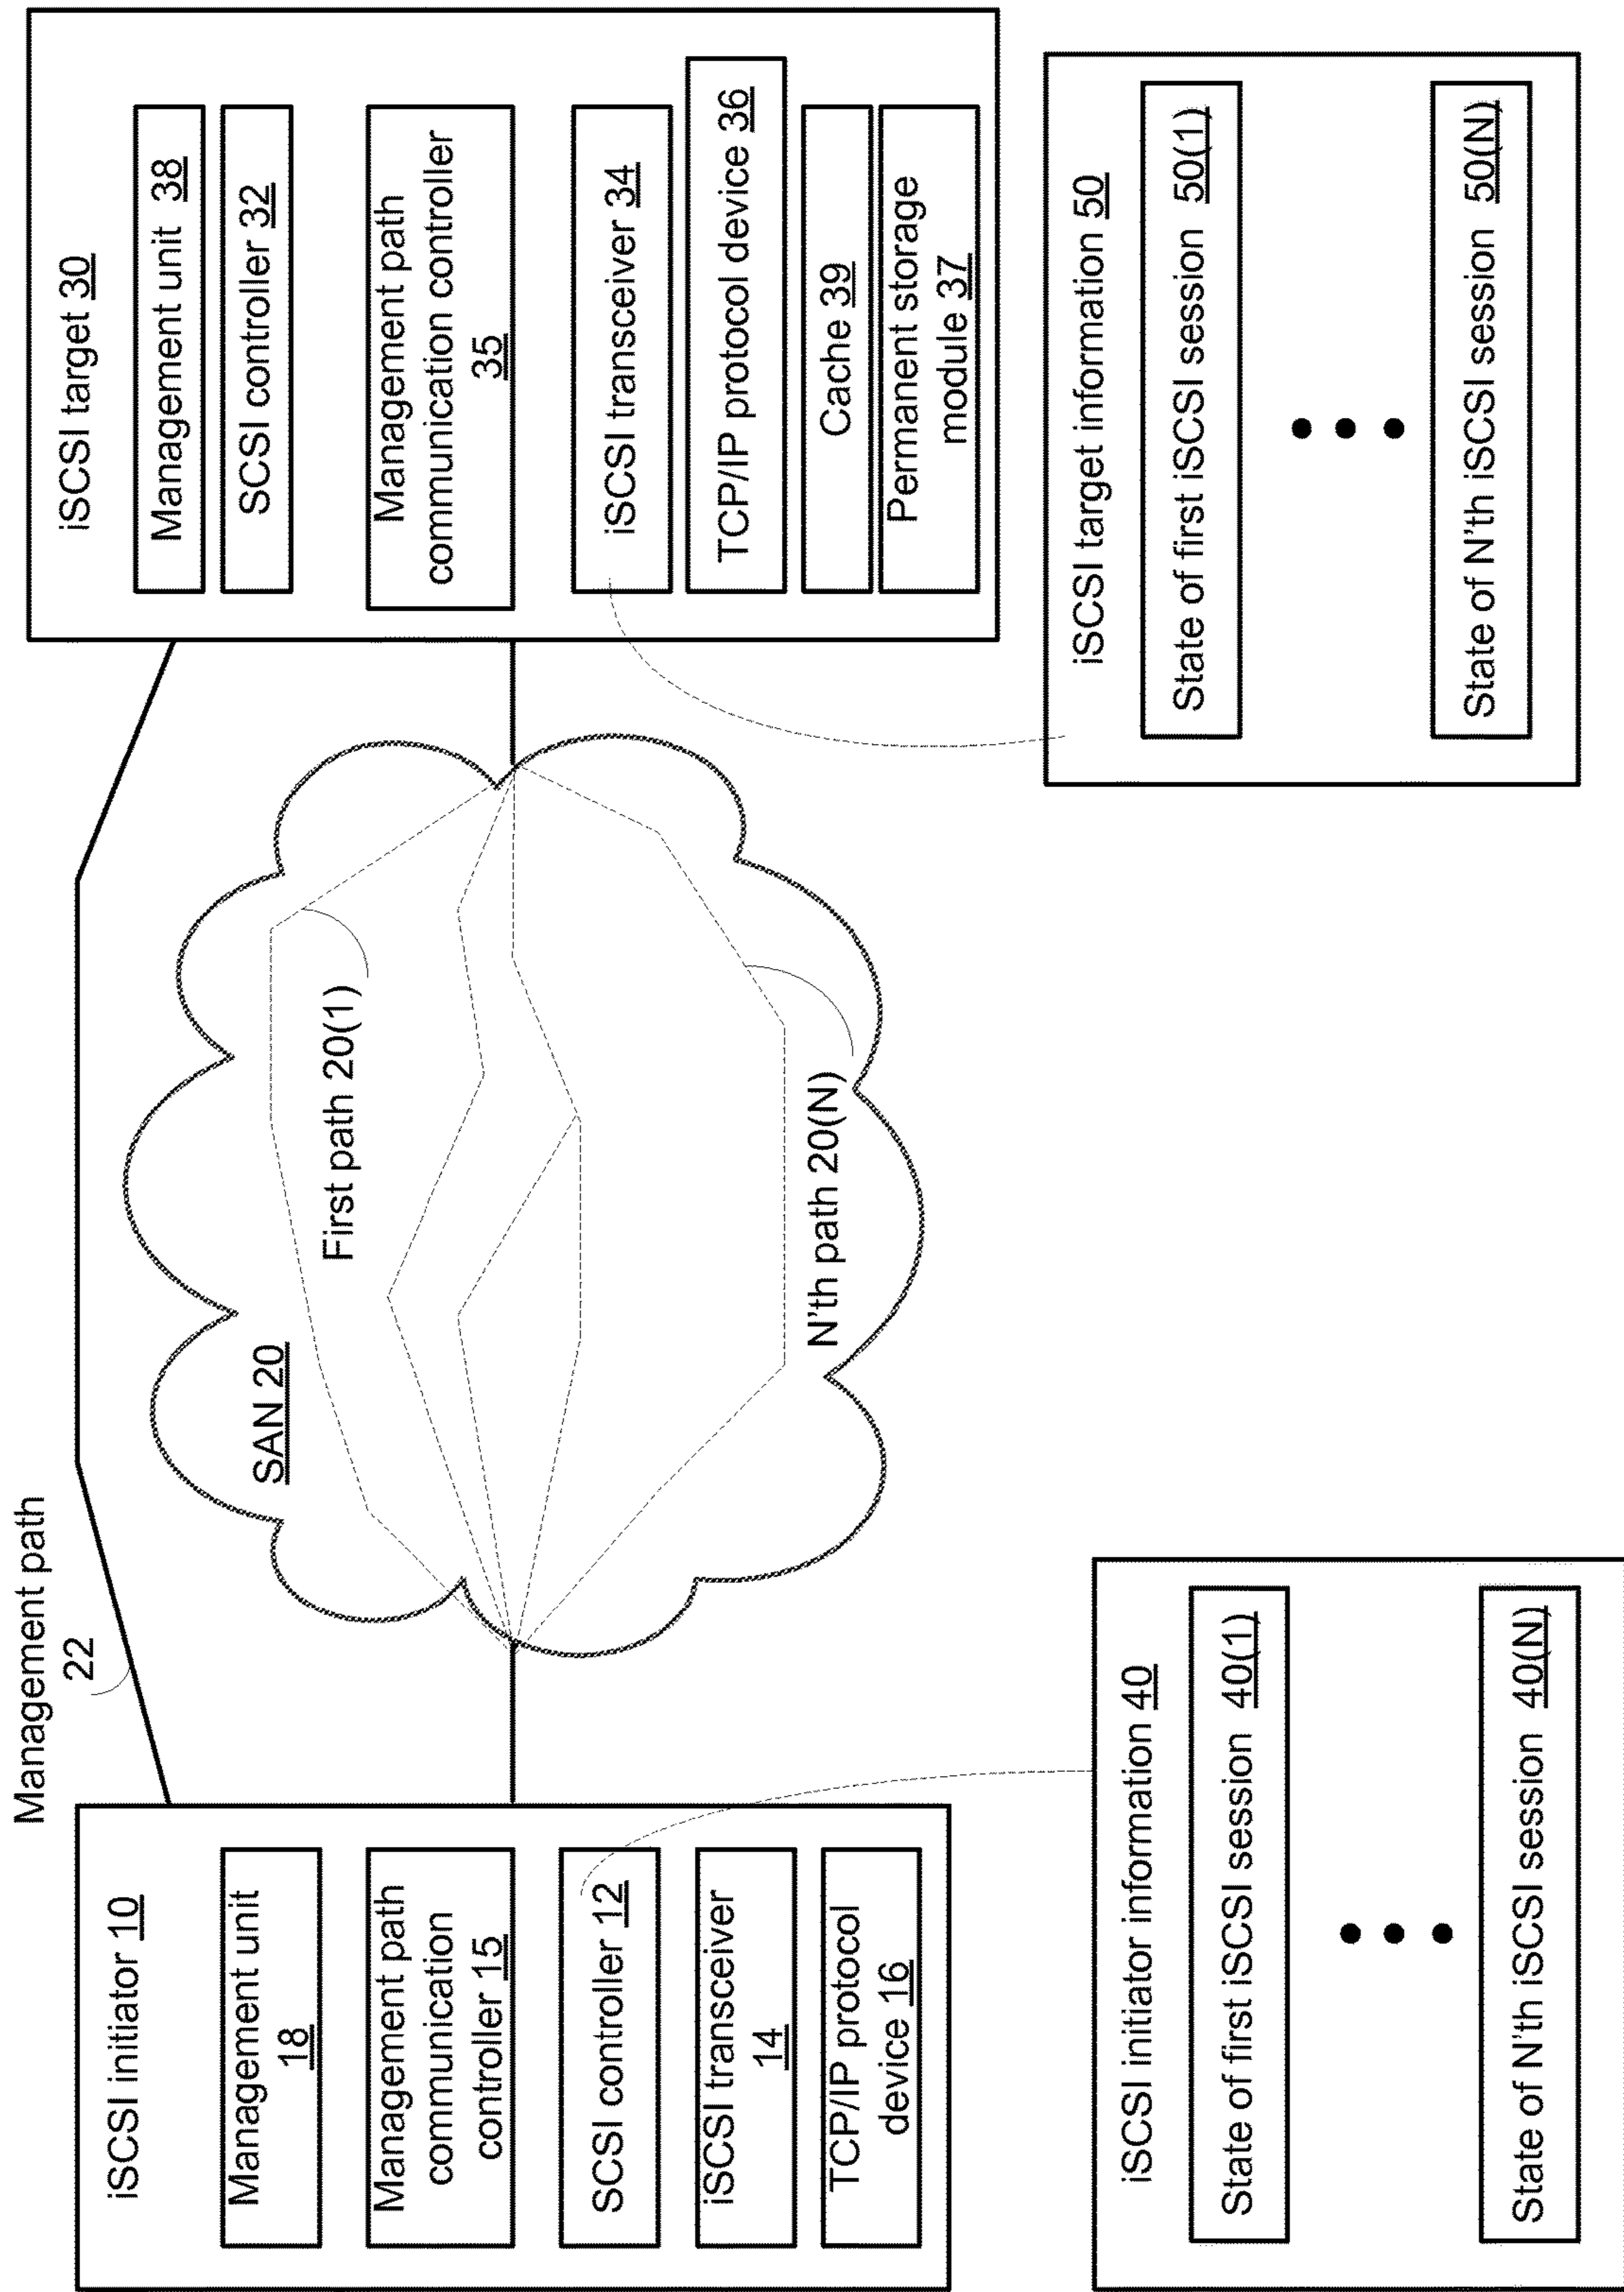 Management path
22
iSCSI initiator 10
Management unit
18
Management path
communication
controller 15
SCSI controller 12
iSCSI transceiver
14
TCP/IP protocol
device 16
SAN 20
First path 20(1)
N'th path 20(N)
iSCSI target 30
Management unit 38
SCSI controller 32
Management path
communication controller
35
iSCSI transceiver 34
TCP/IP protocol device 36
Cache 39
Permanent storage
module 37
iSCSI initiator information 40
State of first iSCSI session 40(1)
State of N'th iSCSI session 40(N)
iSCSI target information 50
State of first iSCSI session 50(1)
State of N'th iSCSI session 50(N)